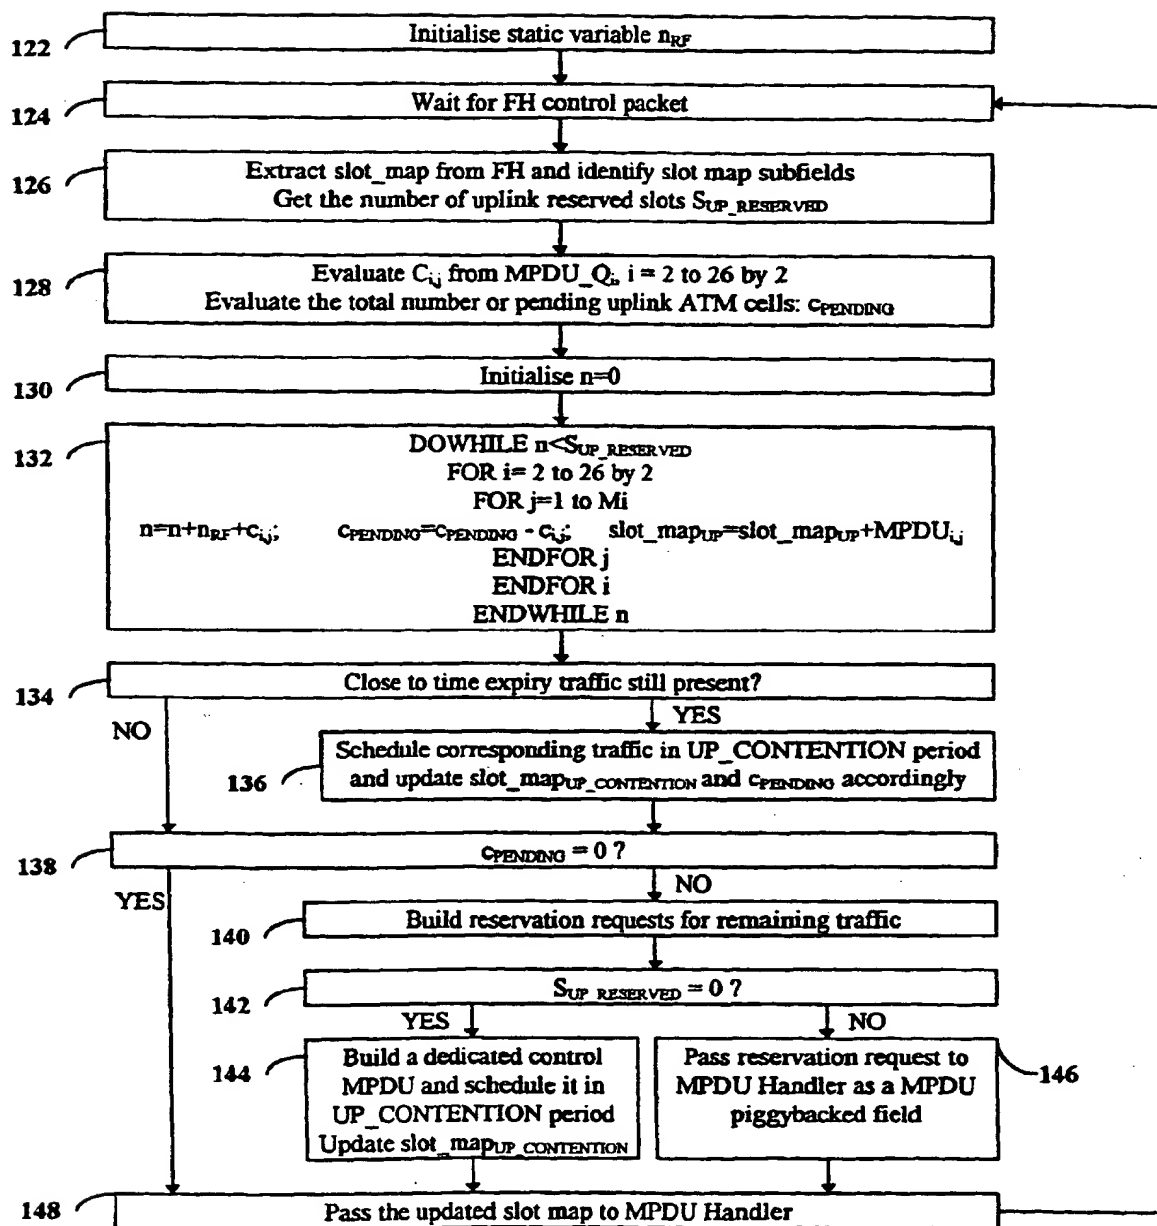 122
Initialise static variable nRF
124
Wait for FH control packet
126
Extract slot_map from FH and identify slot map subfields
Get the number of uplink reserved slots SUP_RESERVED
128
Evaluate Ci,j from MPDU_Qi, i = 2 to 26 by 2
Evaluate the total number or pending uplink ATM cells: cPENDING
130
Initialise n=0
132
DOWHILE n<SUP_RESERVED
FOR i= 2 to 26 by 2
FOR j=1 to Mi
n=n+nRF+ci,j; cPENDING=cPENDING - ci,j; slot_mapUP=slot_mapUP+MPDUi,j
ENDFOR j
ENDFOR i
ENDWHILE n
134
Close to time expiry traffic still present?
NO
YES
136
Schedule corresponding traffic in UP_CONTENTION period
and update slot_mapUP_CONTENTION and cPENDING accordingly
138
cPENDING = 0 ?
YES
NO
140
Build reservation requests for remaining traffic
142
SUP_RESERVED = 0 ?
YES
NO
144
Build a dedicated control
MPDU and schedule it in
UP_CONTENTION period
Update slot_mapUP_CONTENTION
Pass reservation request to
MPDU Handler as a MPDU
piggybacked field
146
148
Pass the updated slot map to MPDU Handler